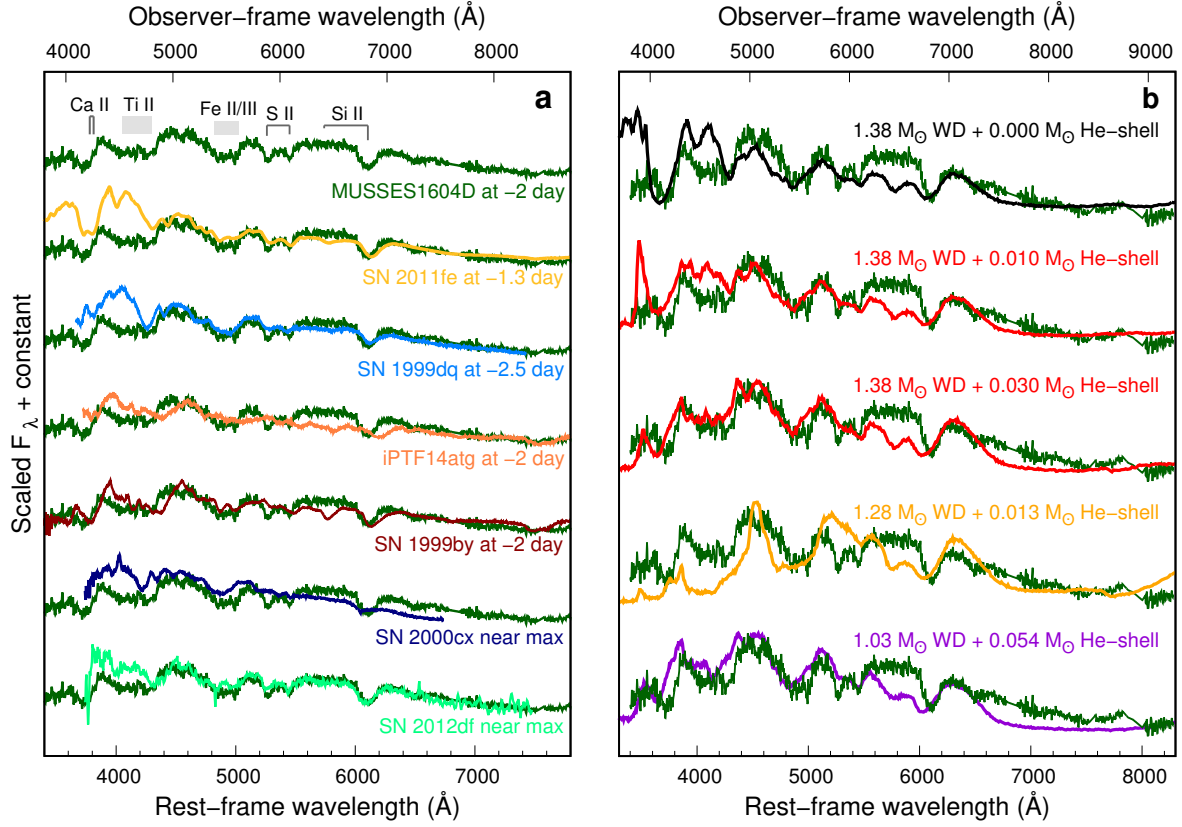 Observer−frame wavelength (Å)
4000 5000 6000 7000 8000
a
Ca II Ti II Fe II/III S II Si II
MUSSES1604D at −2 day
SN 2011fe at −1.3 day
SN 1999dq at −2.5 day
iPTF14atg at −2 day
SN 1999by at −2 day
SN 2000cx near max
SN 2012df near max
Scaled F λ + constant
4000 5000 6000 7000
Rest−frame wavelength (Å)
Observer−frame wavelength (Å)
4000 5000 6000 7000 8000 9000
b
1.38 M⊙ WD + 0.000 M⊙ He−shell
1.38 M⊙ WD + 0.010 M⊙ He−shell
1.38 M⊙ WD + 0.030 M⊙ He−shell
1.28 M⊙ WD + 0.013 M⊙ He−shell
1.03 M⊙ WD + 0.054 M⊙ He−shell
4000 5000 6000 7000 8000
Rest−frame wavelength (Å)